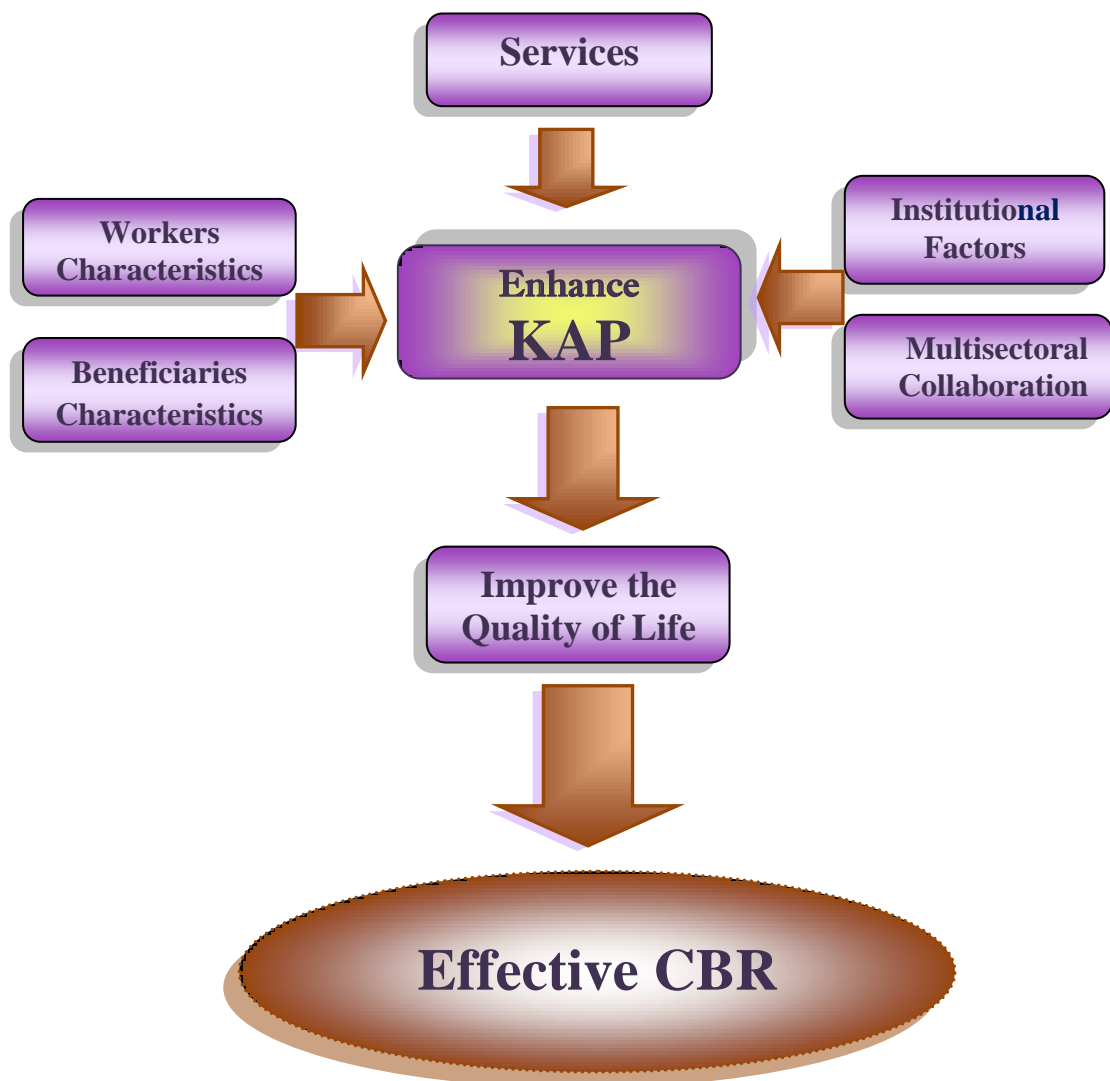 Services
Workers
Characteristics
Institutional
Factors
Enhance
KAP
Beneficiaries
Characteristics
Multisectoral
Collaboration
Improve the
Quality of Life
Effective CBR